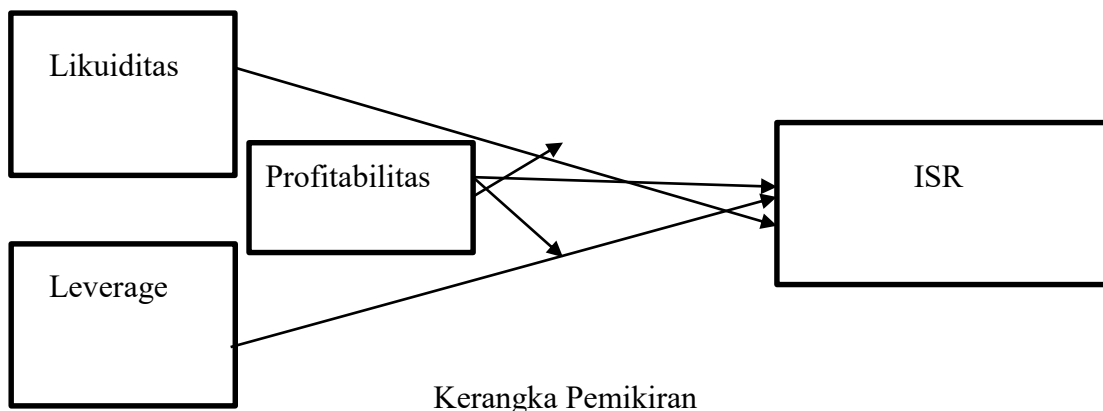 Likuiditas
Profitabilitas
ISR
Leverage
Kerangka Pemikiran